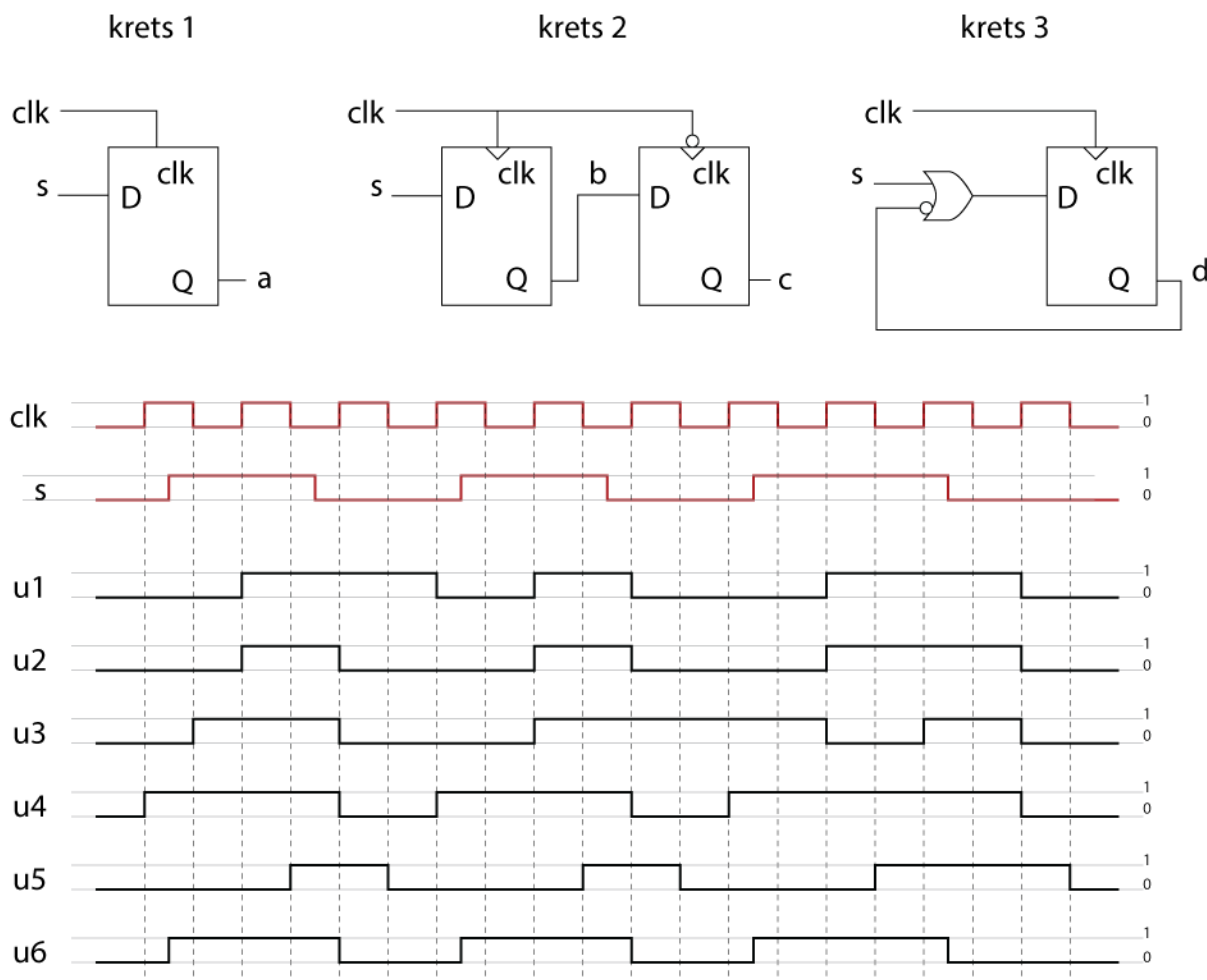 krets 1 krets 2 krets 3
clk clk clk
clk clk clk clk
s D s D b D s D
Q a Q Q c Q d
clk 1 0
s 1 0
u1 1 0
u2 1 0
u3 1 0
u4 1 0
u5 1 0
u6 1 0